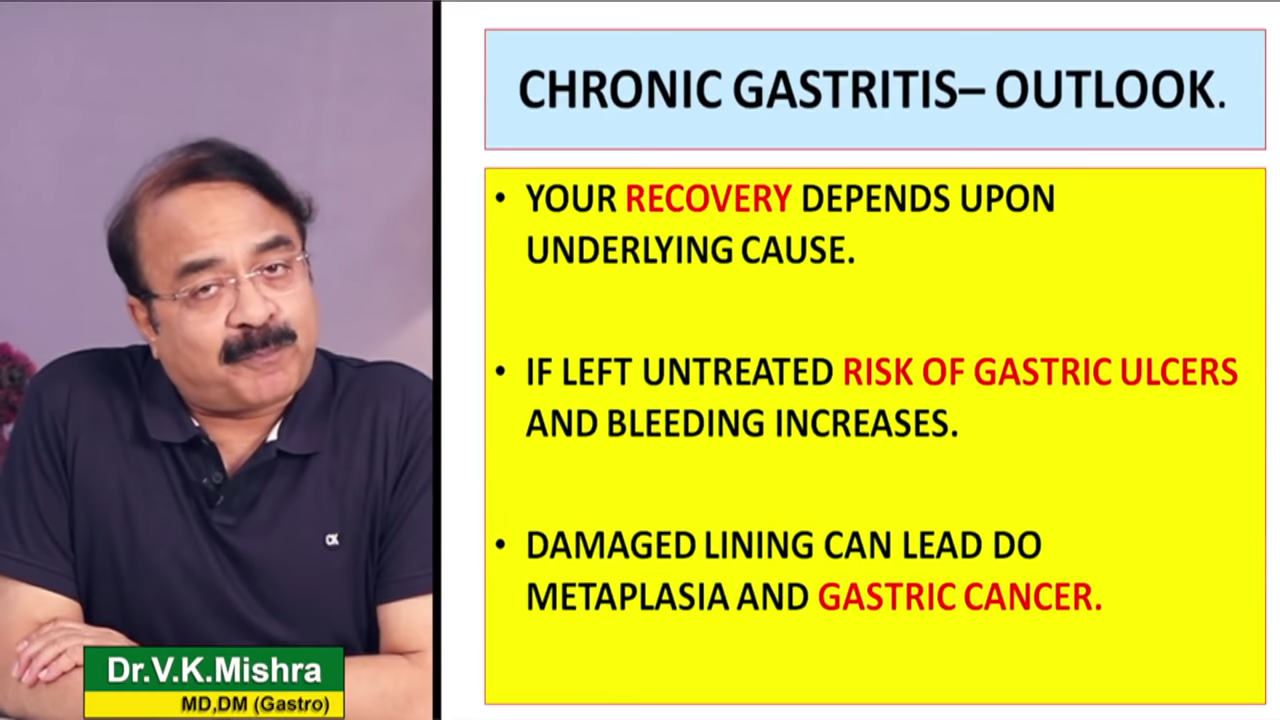 CHRONIC GASTRITIS– OUTLOOK.
• YOUR RECOVERY DEPENDS UPON
UNDERLYING CAUSE.
• IF LEFT UNTREATED RISK OF GASTRIC ULCERS
AND BLEEDING INCREASES.
• DAMAGED LINING CAN LEAD DO
METAPLASIA AND GASTRIC CANCER.
Dr.V.K.Mishra
MD,DM (Gastro)